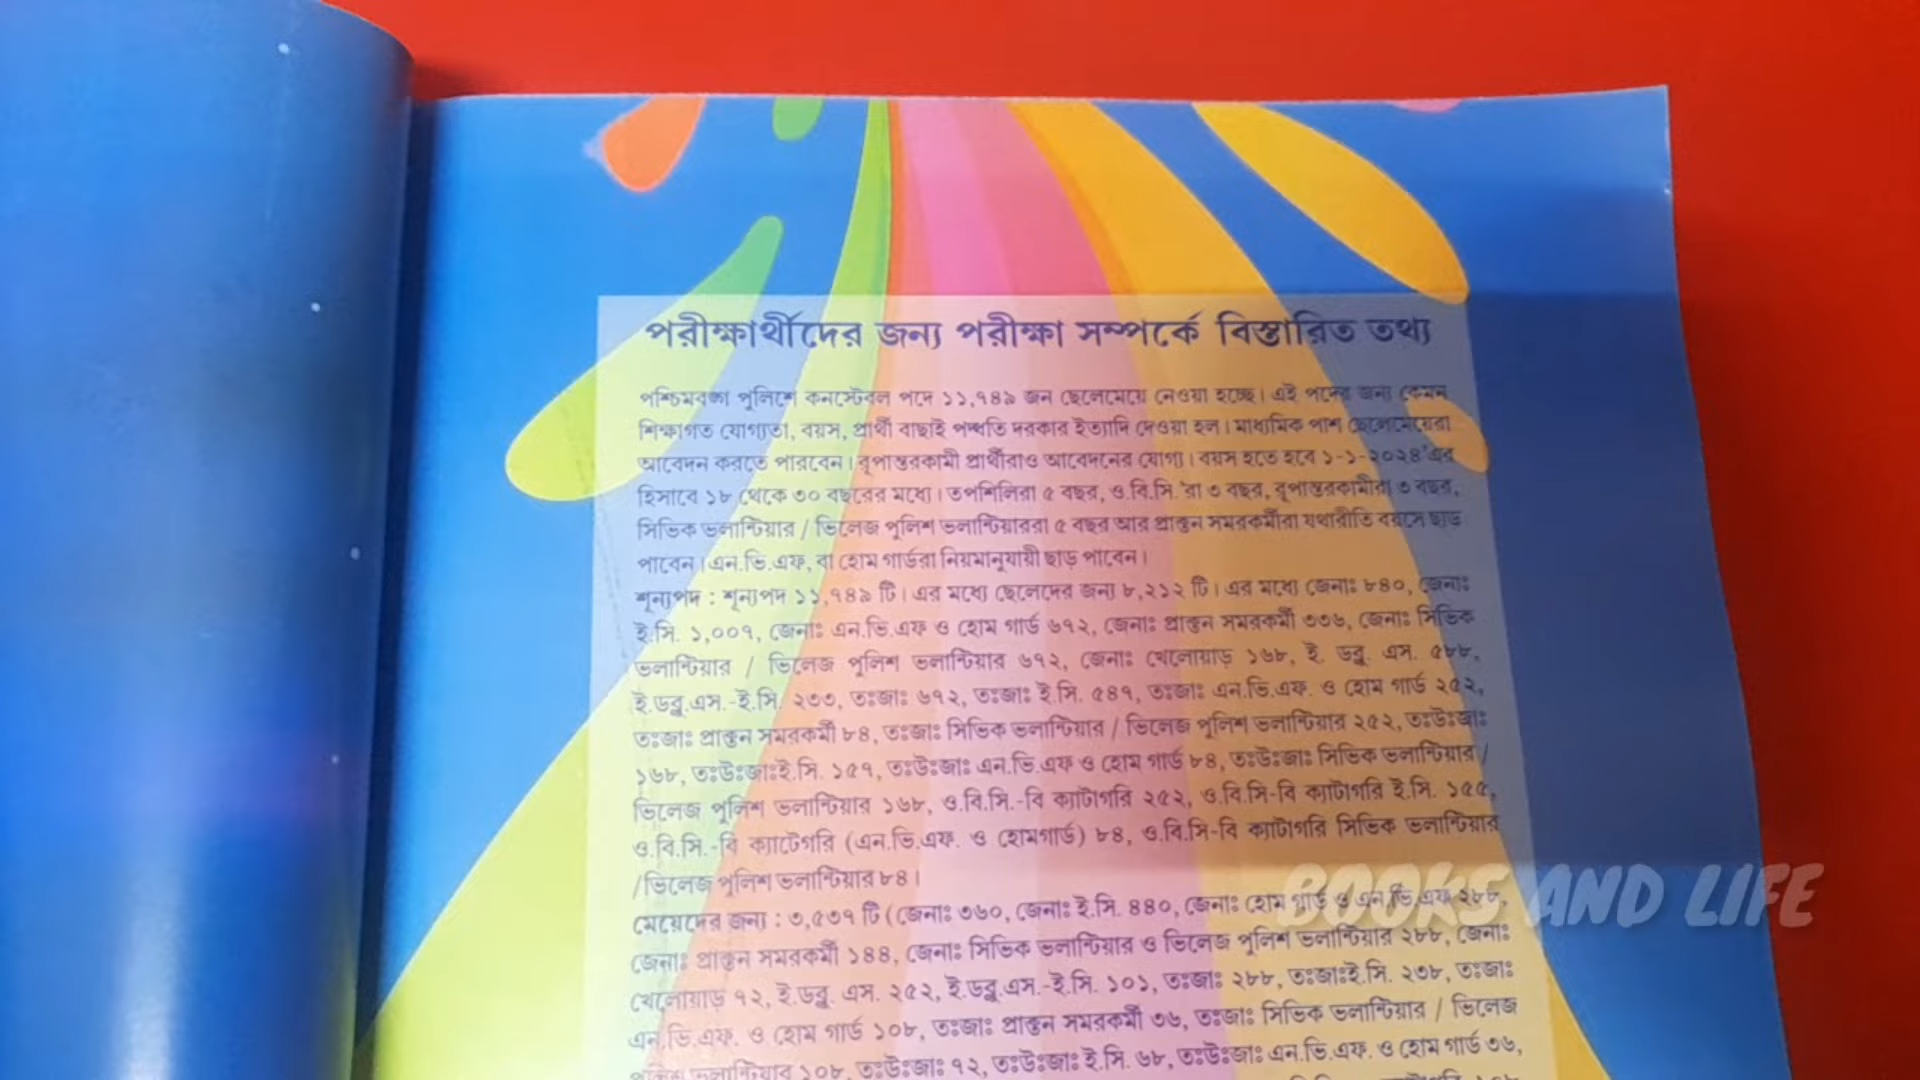 পরীক্ষার্থীদের জন্য পরীক্ষা সম্পর্কে বিস্তারিত তথ্য
পশ্চিমবঙ্গ পুলিশে কনস্টেবল পদে ১১,৭৪৯ জন ছেলেমেয়ে নেওয়া হচ্ছে। এই পদের জন্য কেমন
শিক্ষাগত যোগ্যতা, বয়স, প্রার্থী বাছাই পদ্ধতি দরকার ইত্যাদি দেওয়া হল। মাধ্যমিক পাশ ছেলেমেয়েরা
আবেদন করতে পারবেন। রূপান্তরকামী প্রার্থীরাও আবেদনের যোগ্য। বয়স হতে হবে ১-১-২০২৪'এর
হিসাবে ১৮ থেকে ৩০ বছরের মধ্যে। তপশিলিরা ৫ বছর, ও.বি.সি.'রা ৩ বছর, রূপান্তরকামীরা ৩ বছর,
সিভিক ভলান্টিয়ার / ভিলেজ পুলিশ ভলান্টিয়াররা ৫ বছর আর প্রাক্তন সমরকর্মীরা যথারীতি বয়সে ছাড়
পাবেন। এন.ভি.এফ, বা হোম গার্ডরা নিয়মানুযায়ী ছাড় পাবেন।
শূন্যপদ : শূন্যপদ ১১,৭৪৯ টি। এর মধ্যে ছেলেদের জন্য ৮,২১২ টি। এর মধ্যে জেনাঃ ৮৪০, জেনাঃ
ই.সি. ১,০০৭, জেনাঃ এন.ভি.এফ ও হোম গার্ড ৬৭২, জেনাঃ প্রাক্তন সমরকর্মী ৩৩৬, জেনাঃ সিভিক
ভলান্টিয়ার / ভিলেজ পুলিশ ভলান্টিয়ার ৬৭২, জেনাঃ খেলোয়াড় ১৬৮, ই. ডব্লু. এস. ৫৮৮,
ই.ডব্লু.এস.-ই.সি. ২৩৩, তঃজাঃ ৬৭২, তঃজাঃ ই.সি. ৫৪৭, তঃজাঃ এন.ভি.এফ. ও হোম গার্ড ২৫২,
তঃজাঃ প্রাক্তন সমরকর্মী ৮৪, তঃজাঃ সিভিক ভলান্টিয়ার / ভিলেজ পুলিশ ভলান্টিয়ার ২৫২, তঃউঃজাঃ
১৬৮, তঃউঃজাঃই.সি. ১৫৭, তঃউঃজাঃ এন.ভি.এফ ও হোম গার্ড ৮৪, তঃউঃজাঃ সিভিক ভলান্টিয়ার /
ভিলেজ পুলিশ ভলান্টিয়ার ১৬৮, ও.বি.সি.-বি ক্যাটাগরি ২৫২, ও.বি.সি-বি ক্যাটাগরি ই.সি. ১৫৫,
ও.বি.সি.-বি ক্যাটেগরি (এন.ভি.এফ. ও হোমগার্ড) ৮৪, ও.বি.সি-বি ক্যাটাগরি সিভিক ভলান্টিয়ার
/ভিলেজ পুলিশ ভলান্টিয়ার ৮৪।
মেয়েদের জন্য : ৩,৫৩৭ টি (জেনাঃ ৩৬০, জেনাঃ ই.সি. ৪৪০, জেনাঃ হোম গার্ড ও এন.ভি.এফ ২৮৮,
জেনাঃ প্রাক্তন সমরকর্মী ১৪৪, জেনাঃ সিভিক ভলান্টিয়ার ও ভিলেজ পুলিশ ভলান্টিয়ার ২৮৮, জেনাঃ
খেলোয়াড় ৭২, ই.ডব্লু. এস. ২৫২, ই.ডব্লু.এস.-ই.সি. ১০১, তঃজাঃ ২৮৮, তঃজাঃই.সি. ২৩৮, তঃজাঃ
এন.ভি.এফ. ও হোম গার্ড ১০৮, তঃজাঃ প্রাক্তন সমরকর্মী ৩৬, তঃজাঃ সিভিক ভলান্টিয়ার / ভিলেজ
পুলিশ ভলান্টিয়ার ১০৮, তঃউঃজাঃ ৭২, তঃউঃজাঃ ই.সি. ৬৮, তঃউঃজাঃ এন.ভি.এফ. ও হোম গার্ড ৩৬,
BOOKS AND LIFE